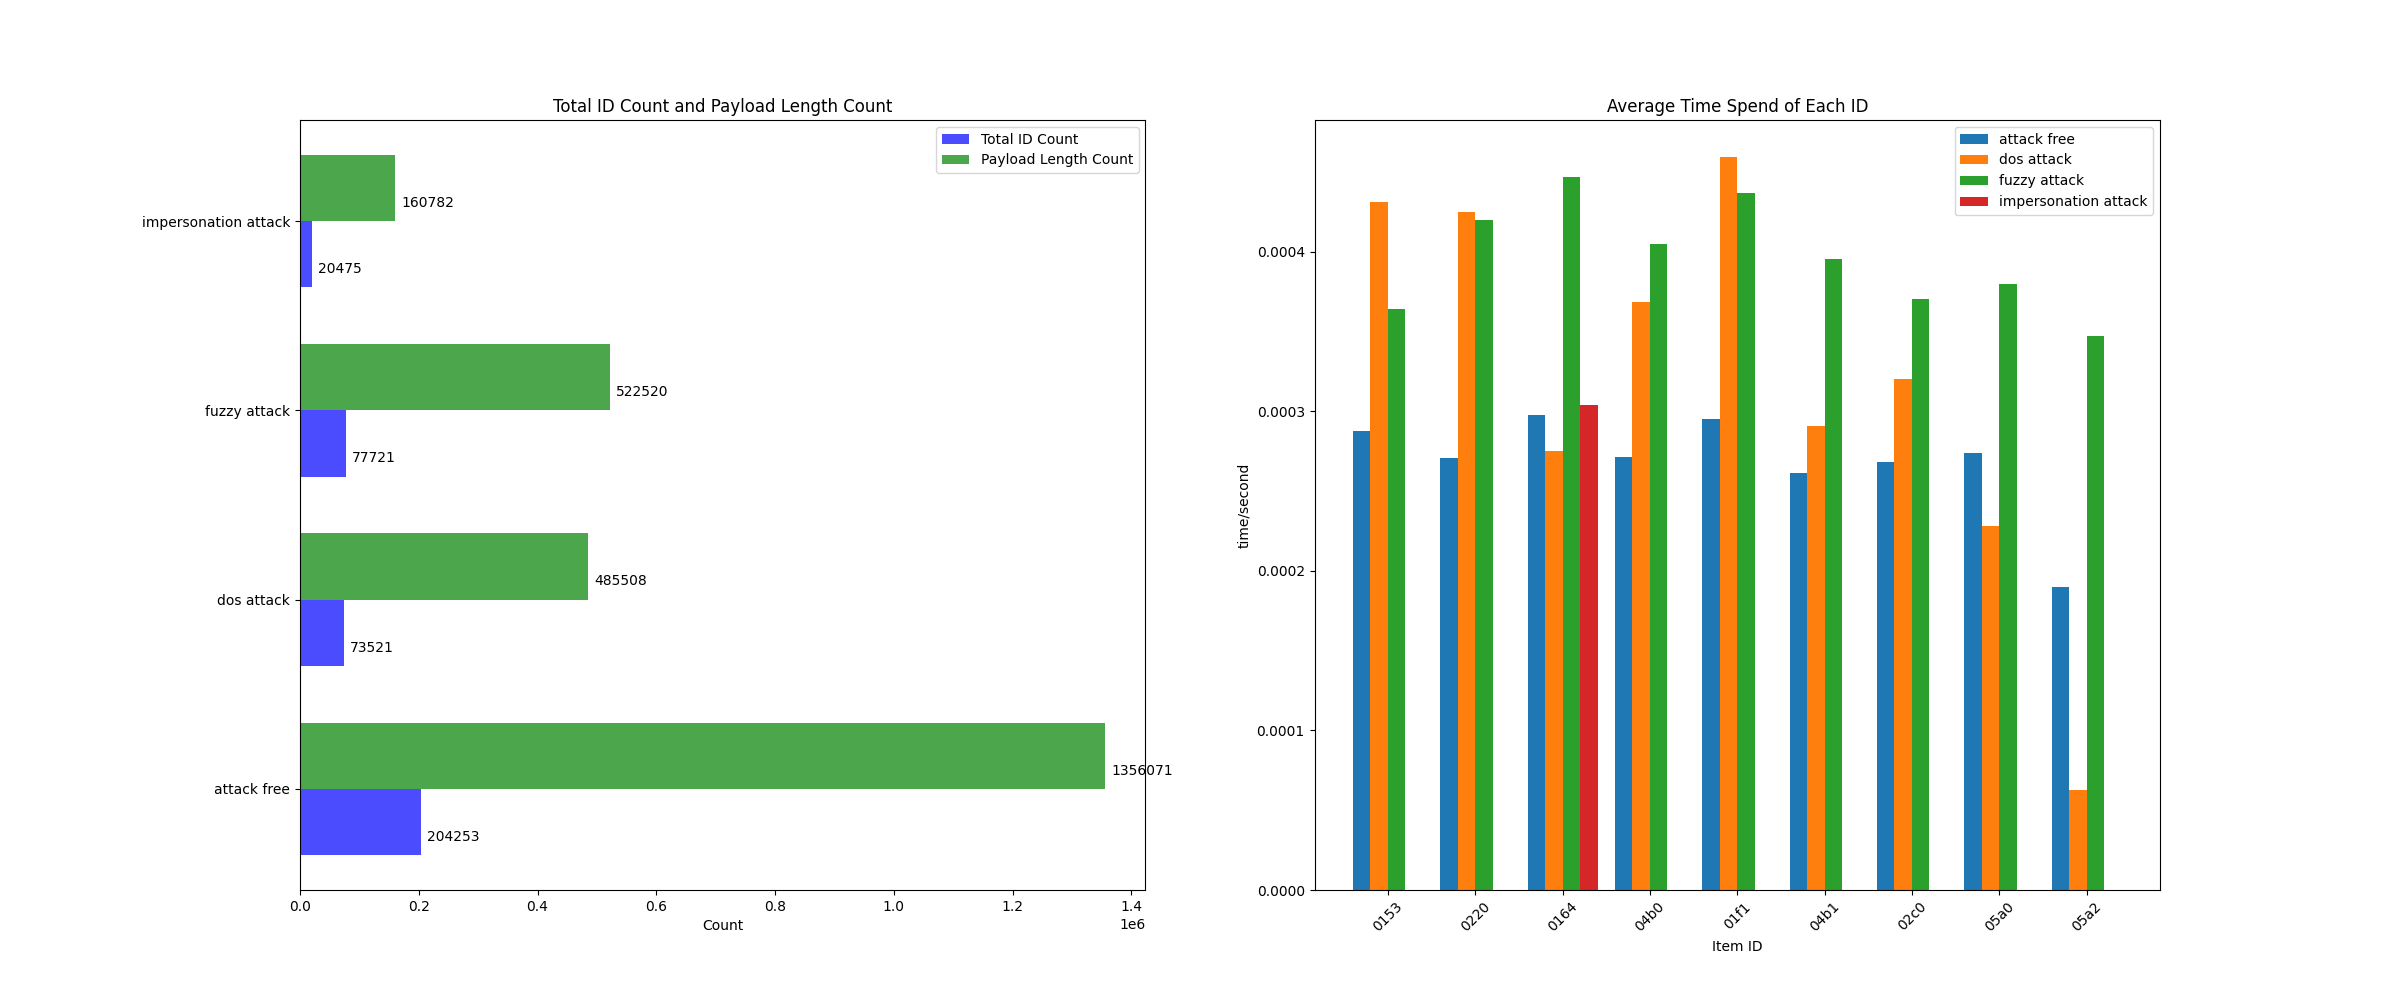 Total ID Count and Payload Length Count
Total ID Count
Payload Length Count
impersonation attack
160782
20475
fuzzy attack
522520
77721
dos attack
485508
73521
attack free
1356071
204253
0.0 0.2 0.4 0.6 0.8 1.0 1.2 1.4
1e6
Count
Average Time Spend of Each ID
attack free
dos attack
fuzzy attack
impersonation attack
0.0004
0.0003
0.0002
0.0001
0.0000
time/second
0153 0220 0164 04b0 01f1 04b1 02c0 05a0 05a2
Item ID